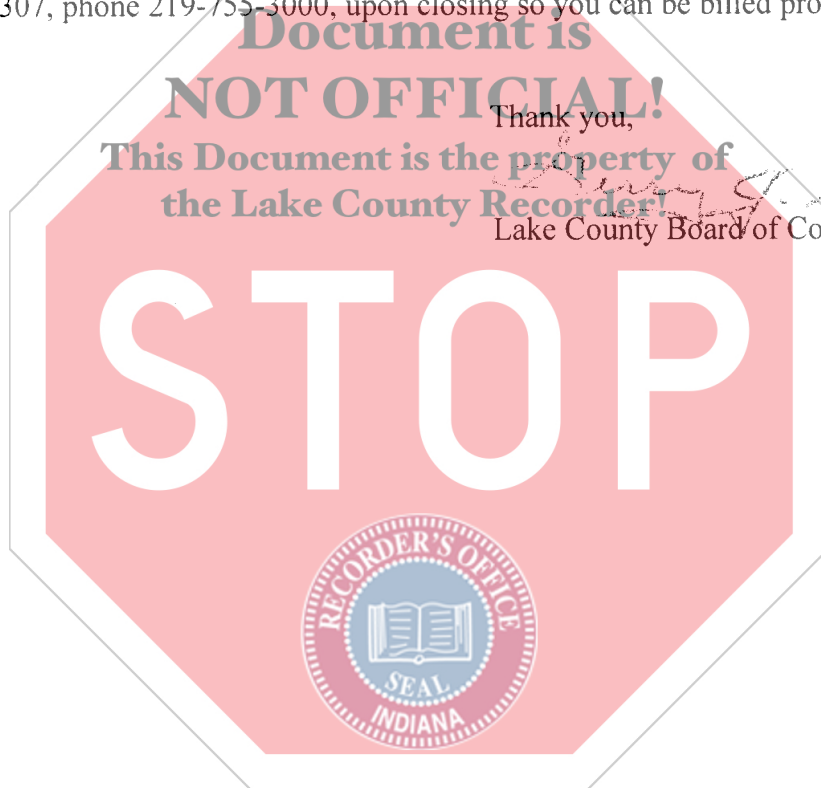 307, phone 219-755-3000, upon closing so you can be billed pro
Document is
NOT OFFICIAL!
Thank you,
This Document is the property of
the Lake County Recorder!
Lake County Board of Co
STOP
RECORDER'S OFFICE
SEAL
INDIANA